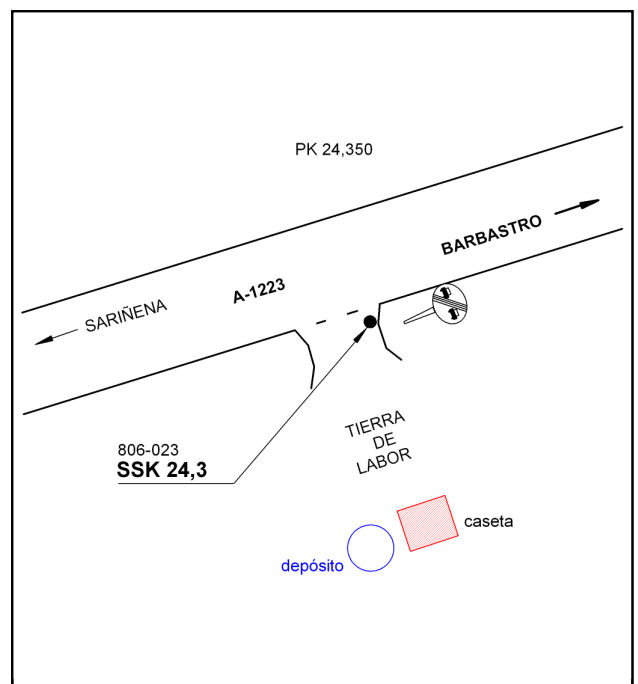 PK 24,350
BARBASTRO
A-1223
SARIÑENA
806-023
SSK 24,3
TIERRA
DE
LABOR
caseta
depósito